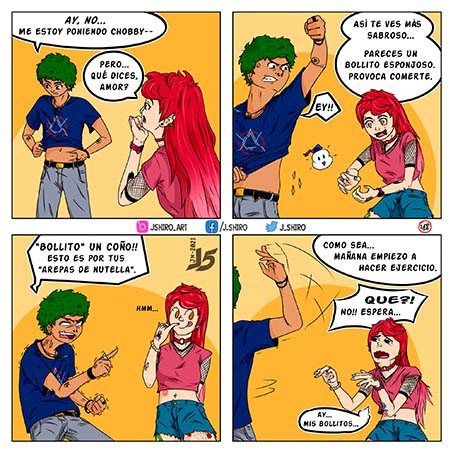 AY, NO...
ME ESTOY PONIENDO CHOBBY--
PERO...
QUÉ DICES,
AMOR?
ASÍ TE VES MÁS
SABROSO...
PARECES UN
BOLLITO ESPONJOSO.
PROVOCA COMERTE.
EY!!
JSHIRO_ART
/J.SHIRO
J_SHIRO
"BOLLITO" UN COÑO!!
ESTO ES POR TUS
"AREPAS DE NUTELLA".
HMM...
COMO SEA...
MAÑANA EMPIEZO A
HACER EJERCICIO.
QUE?!
NO!! ESPERA...
AY...
MIS BOLLITOS...